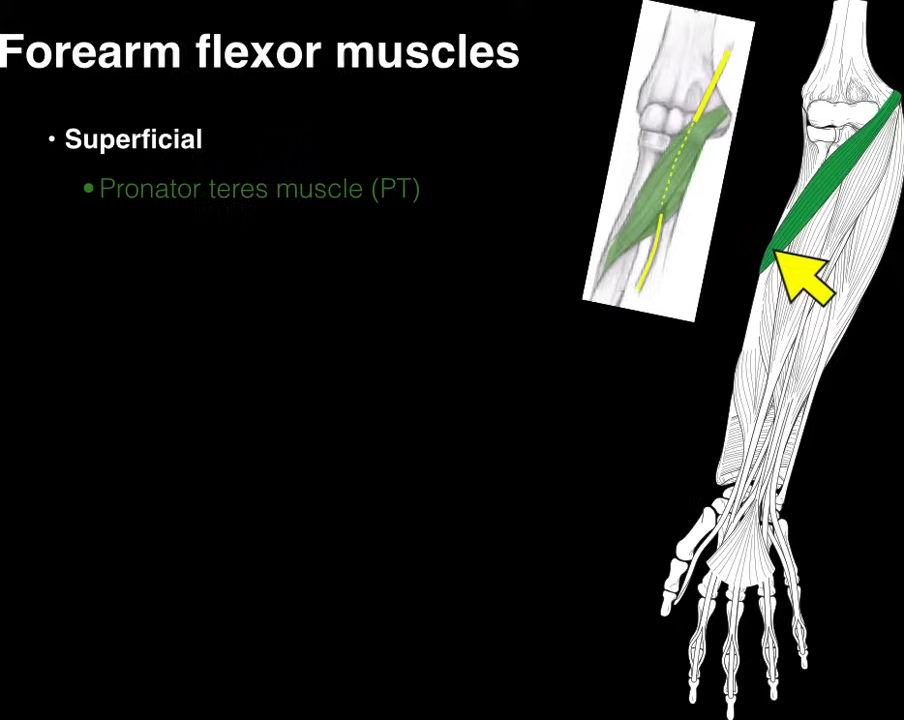 Forearm flexor muscles
• Superficial
• Pronator teres muscle (PT)